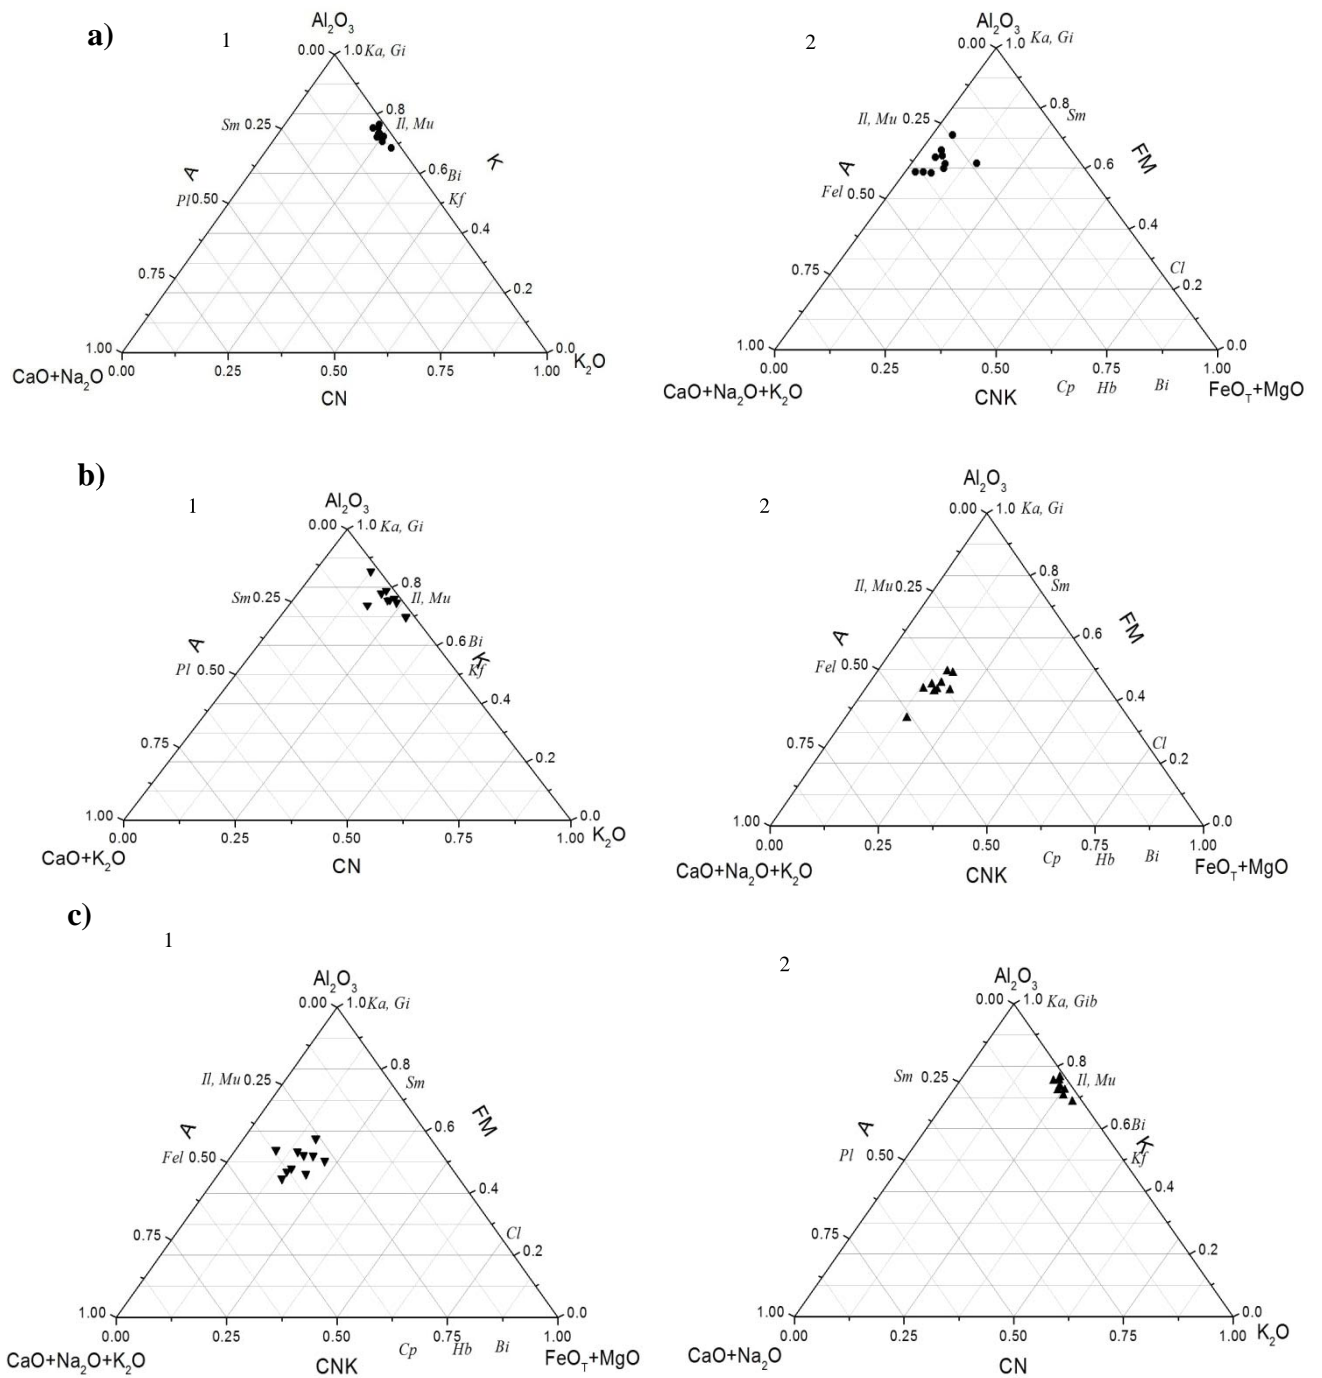 a)
1
Al2O3
0.00 1.0 Ka, Gi
0.8
Sm 0.25
Il, Mu
A
K
0.6 Bi
Pl 0.50
Kf
0.4
0.75
0.2
1.00
0.0
CaO+Na2O
0.00 0.25 0.50 0.75 1.00
K2O
CN
2
Al2O3
0.00 1.0 Ka, Gi
0.8
Sm
Il, Mu 0.25
A
FM
0.6
Fel 0.50
0.4
0.75
Cl
0.2
1.00
0.0
0.00 0.25 0.50 0.75 1.00
CaO+Na2O+K2O
CNK
Cp Hb Bi
FeOT+MgO
b)
1
Al2O3
0.00 1.0 Ka, Gi
0.8
Sm 0.25
Il, Mu
A
0.6 Bi
K
Pl 0.50
Kf
0.4
0.75
0.2
1.00
0.0
0.00 0.25 0.50 0.75 1.00
K2O
CaO+K2O
CN
2
Al2O3
0.00 1.0 Ka, Gi
0.8
Il, Mu 0.25
Sm
A
FM
0.6
Fel 0.50
0.4
0.75
Cl
0.2
1.00
0.0
0.00 0.25 0.50 0.75 1.00
CaO+Na2O+K2O
CNK
Cp Hb Bi
FeOT+MgO
c)
1
Al2O3
0.00 1.0 Ka, Gi
0.8
Il, Mu 0.25
Sm
A
FM
0.6
Fel 0.50
0.4
0.75
Cl
0.2
1.00
0.0
0.00 0.25 0.50 0.75 1.00
CaO+Na2O+K2O
CNK
Cp Hb Bi
FeOT+MgO
2
Al2O3
0.00 1.0 Ka, Gib
0.8
Sm 0.25
Il, Mu
A
0.6 Bi
K
Pl 0.50
Kf
0.4
0.75
0.2
1.00
0.0
0.00 0.25 0.50 0.75 1.00
K2O
CaO+Na2O
CN